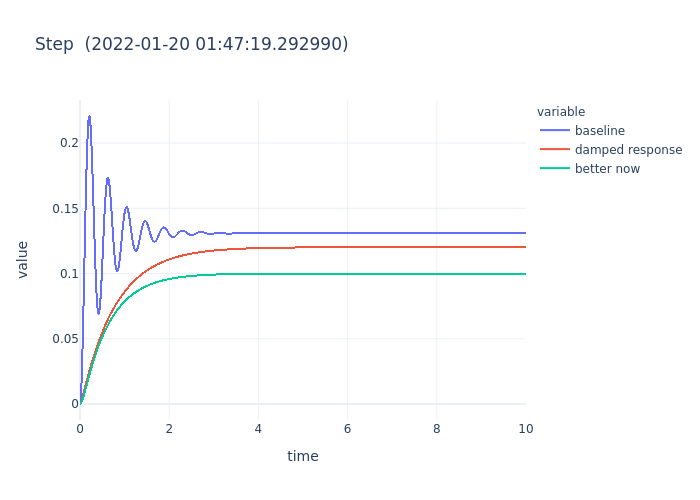 Step (2022-01-20 01:47:19.292990)
variable
baseline
damped response
better now
value
0.2
0.15
0.1
0.05
0
0 2 4 6 8 10
time